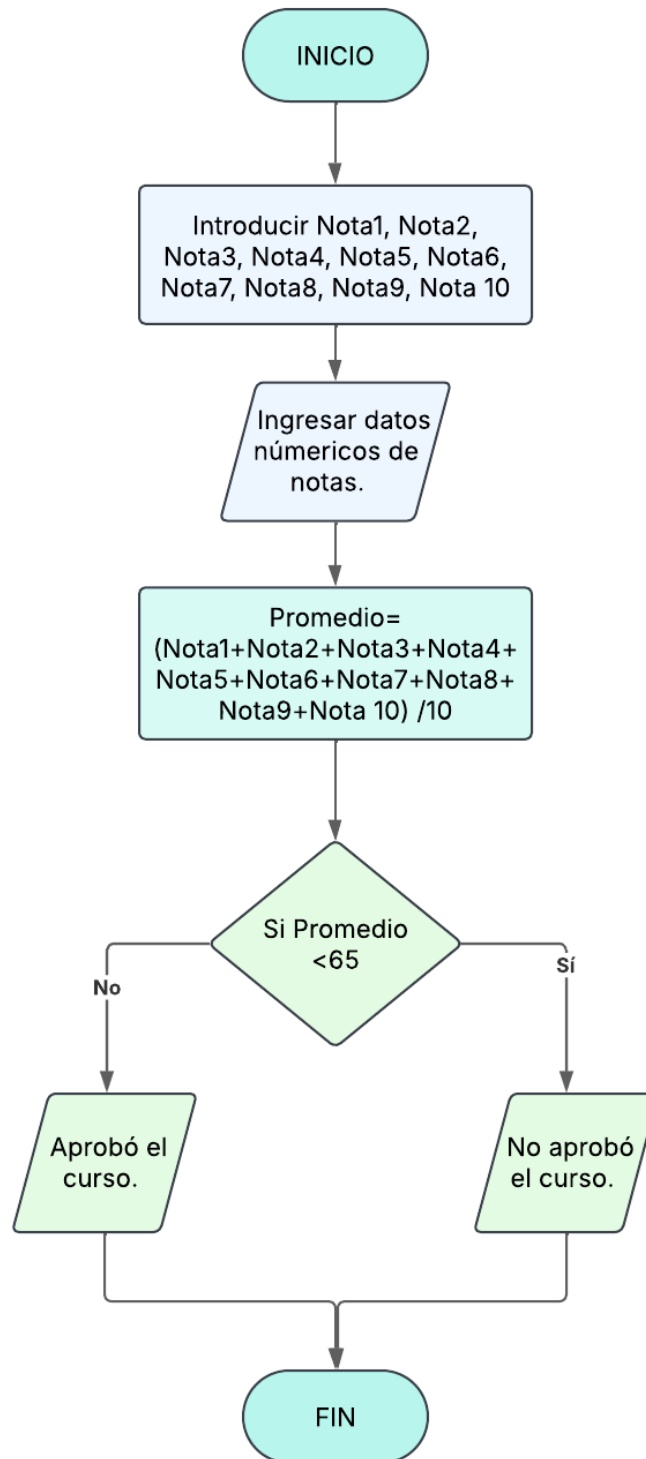 INICIO
Introducir Nota1, Nota2,
Nota3, Nota4, Nota5, Nota6,
Nota7, Nota8, Nota9, Nota 10
Ingresar datos
númericos de
notas.
Promedio=
(Nota1+Nota2+Nota3+Nota4+
Nota5+Nota6+Nota7+Nota8+
Nota9+Nota 10) /10
Si Promedio
<65
No
Sí
Aprobó el
curso.
No aprobó
el curso.
FIN